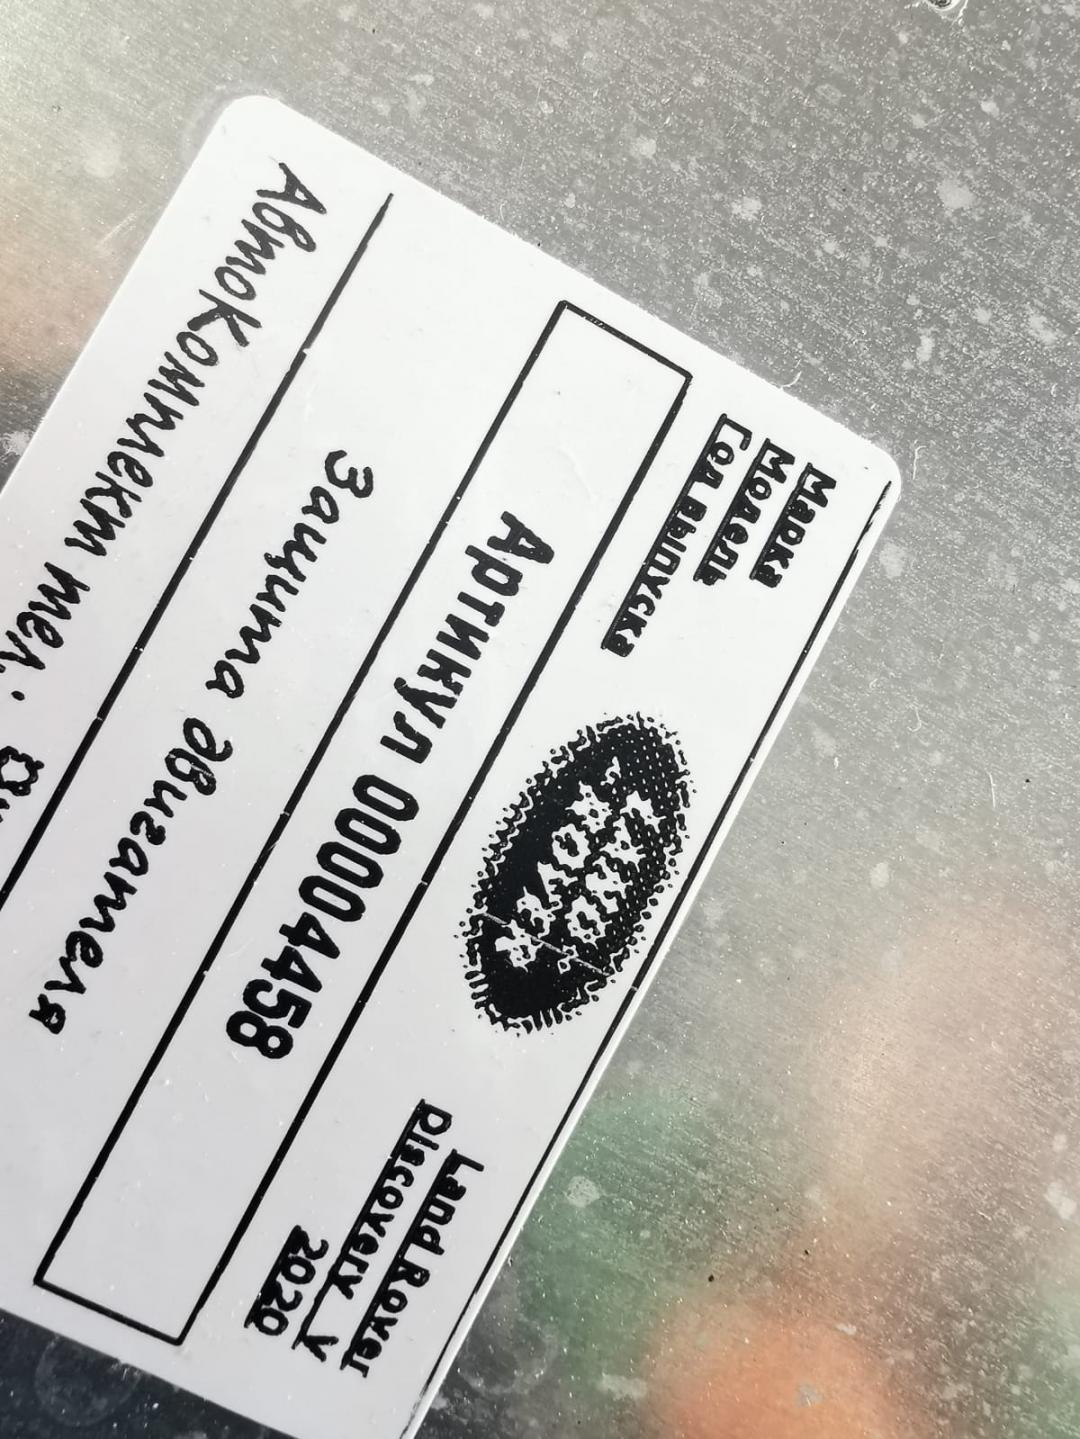 Марка Land Rover
Модель Discovery V
Год выпуска 2020
Артикул 00004458
Защита двигателя
АвтоКомплект тел.